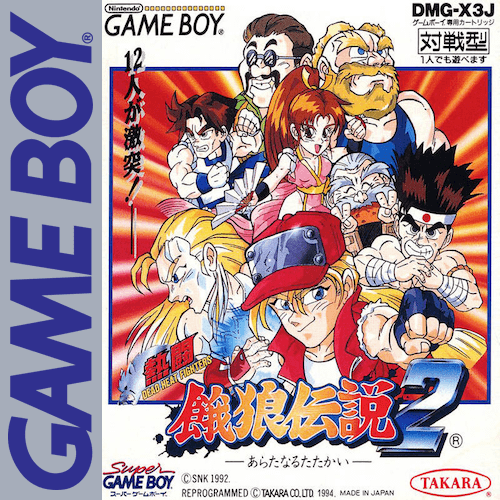 GAME BOY®
Nintendo®
GAME BOY®
DMG-X3J
ゲームボーイ専用カートリッジ
対戦型
1人でも遊べます
12人が激突!
熱闘
DEAD HEAT FIGHTERS
餓狼伝説2®
あらたなるたたかい
Super
GAME BOY®
スーパーゲームボーイ®
©SNK 1992.
REPROGRAMMED ©TAKARA CO.LTD. 1994. MADE IN JAPAN
TAKARA®